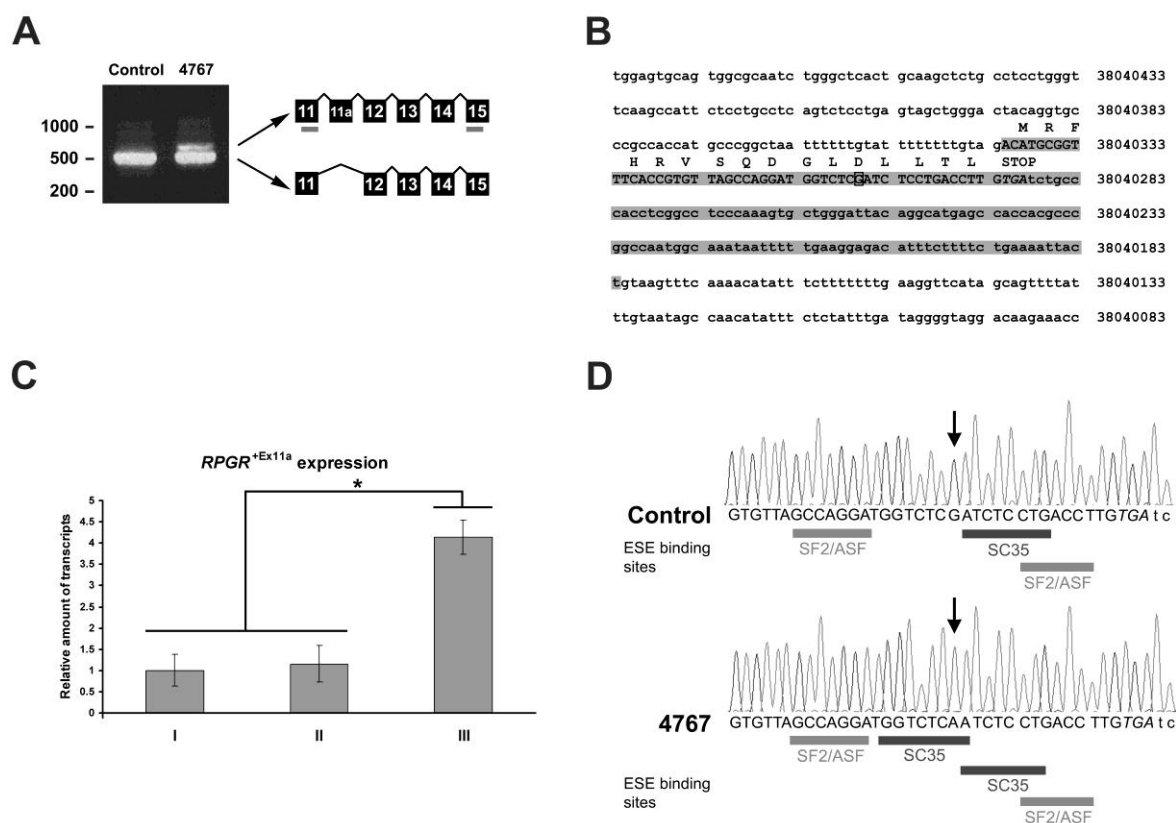 A
Control 4767
1000 –
500 –
200 –
11 11a 12 13 14 15
11 12 13 14 15
B
tggagtgcag tggcgcaatc tgggctcact gcaagctctg cctcctgggt 38040433
tcaagccatt ctcctgcctc agtctcctga gtagctggga ctacaggtgc 38040383
M R F
ccgccaccat gcccggctaa tttttttgtat ttttttttgtag ACATGCGGT 38040333
H R V S Q D G L D L L T L STOP
TTCACCGTGT TAGCCAGGAT GGTCTCGATC TCCTGACCTTG TGAtctgcc 38040283
cacctcggcc tcccaaagtg ctgggattac aggcatgagc caccacgccc 38040233
ggccaatggc aaataatttt tgaaggagac atttcttttc tgaaaattac 38040183
tgtaagtttc aaaacatatt tctttttttg aaggttcata gcagttttat 38040133
ttgtaatagc caacatattt ctctatttga taggggtagg acaagaaacc 38040083
C
RPGR+Ex11a expression
*
Relative amount of transcripts
5
4.5
4
3.5
3
2.5
2
1.5
1
0.5
0
I II III
D
GTGTTAGCCAGGATGGTCTCGATCTCCTGACCTTGTGAtc
Control
ESE binding
sites
SF2/ASF
SC35
SF2/ASF
GTGTTAGCCAGGATGGTCTCAATCTCCTGACCTTGTGAtc
4767
SF2/ASF
SC35
ESE binding
sites
SC35
SF2/ASF